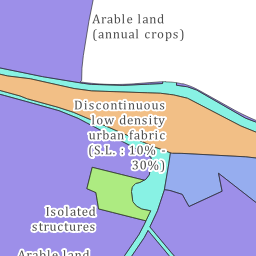 Arable land
(annual crops)
Discontinuous
low density
urban fabric
(S.L. : 10% -
30%)
Isolated
structures
Arable land